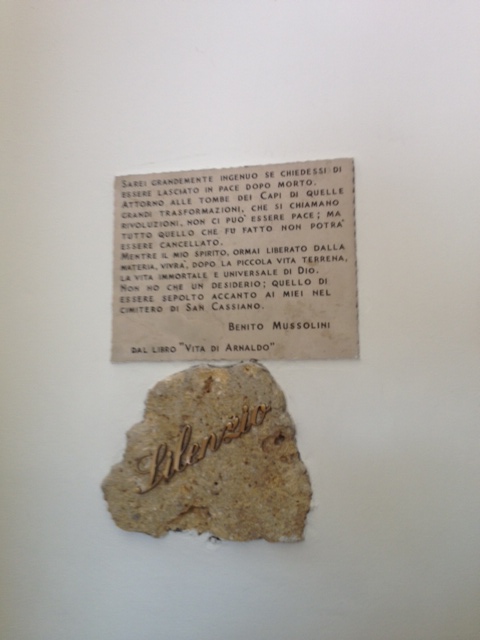 SAREI GRANDEMENTE INGENUO SE CHIEDESSI DI
ESSERE LASCIATO IN PACE DOPO MORTO.
ATTORNO ALLE TOMBE DEI CAPI DI QUELLE
GRANDI TRASFORMAZIONI, CHE SI CHIAMANO
RIVOLUZIONI, NON CI PUO' ESSERE PACE; MA
TUTTO QUELLO CHE FU FATTO NON POTRA'
ESSERE CANCELLATO.
MENTRE IL MIO SPIRITO, ORMAI LIBERATO DALLA
MATERIA, VIVRA', DOPO LA PICCOLA VITA TERRENA,
LA VITA IMMORTALE E UNIVERSALE DI DIO.
NON HO CHE UN DESIDERIO; QUELLO DI
ESSERE SEPOLTO ACCANTO AI MIEI NEL
CIMITERO DI SAN CASSIANO.
BENITO MUSSOLINI
DAL LIBRO "VITA DI ARNALDO"
Silenzio